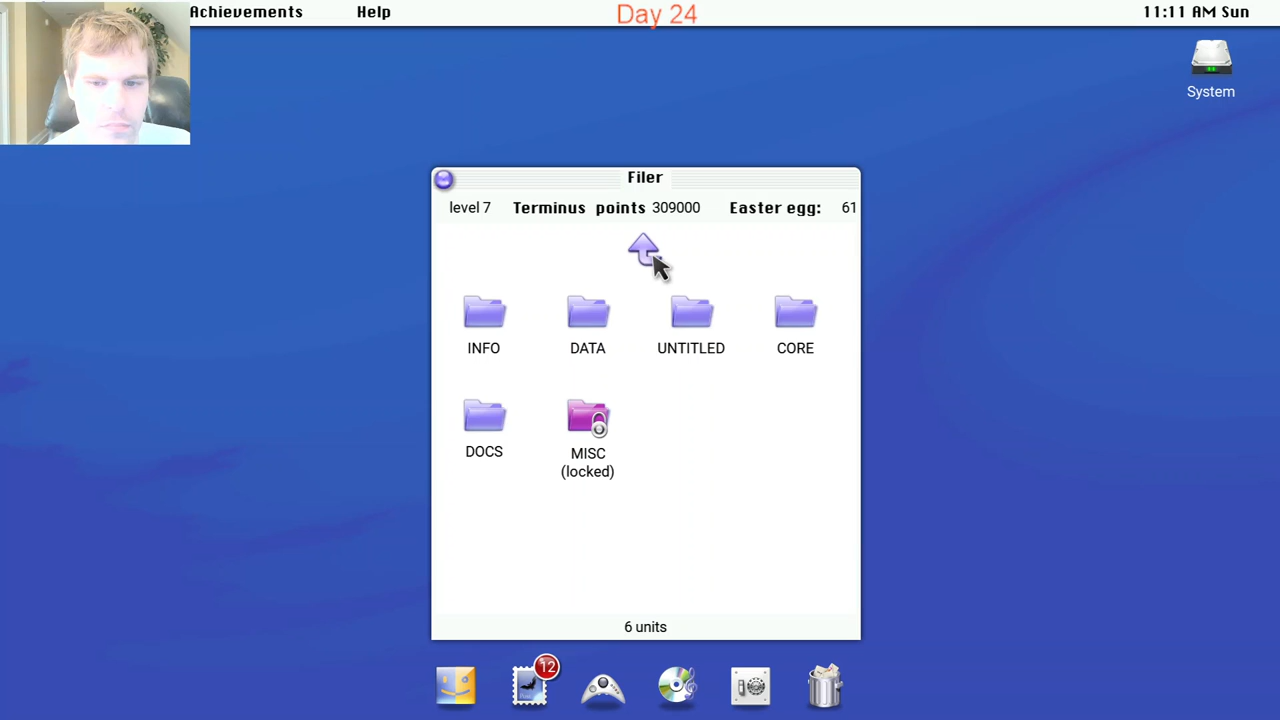 Achievements Help Day 24 11:11 AM Sun
System
Filer
level 7 Terminus points 309000 Easter egg: 61
INFO DATA UNTITLED CORE
DOCS MISC
(locked)
6 units
12